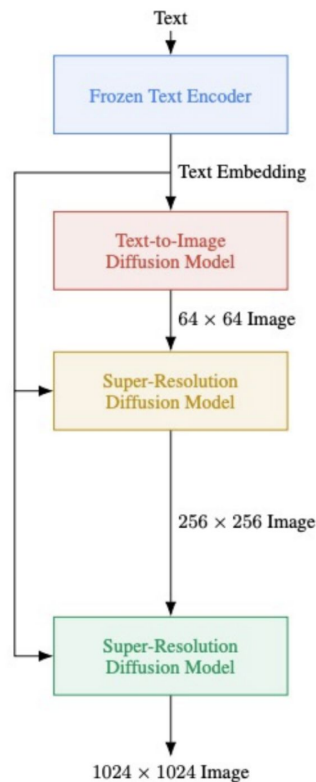 Text
Frozen Text Encoder
Text Embedding
Text-to-Image
Diffusion Model
64 × 64 Image
Super-Resolution
Diffusion Model
256 × 256 Image
Super-Resolution
Diffusion Model
1024 × 1024 Image